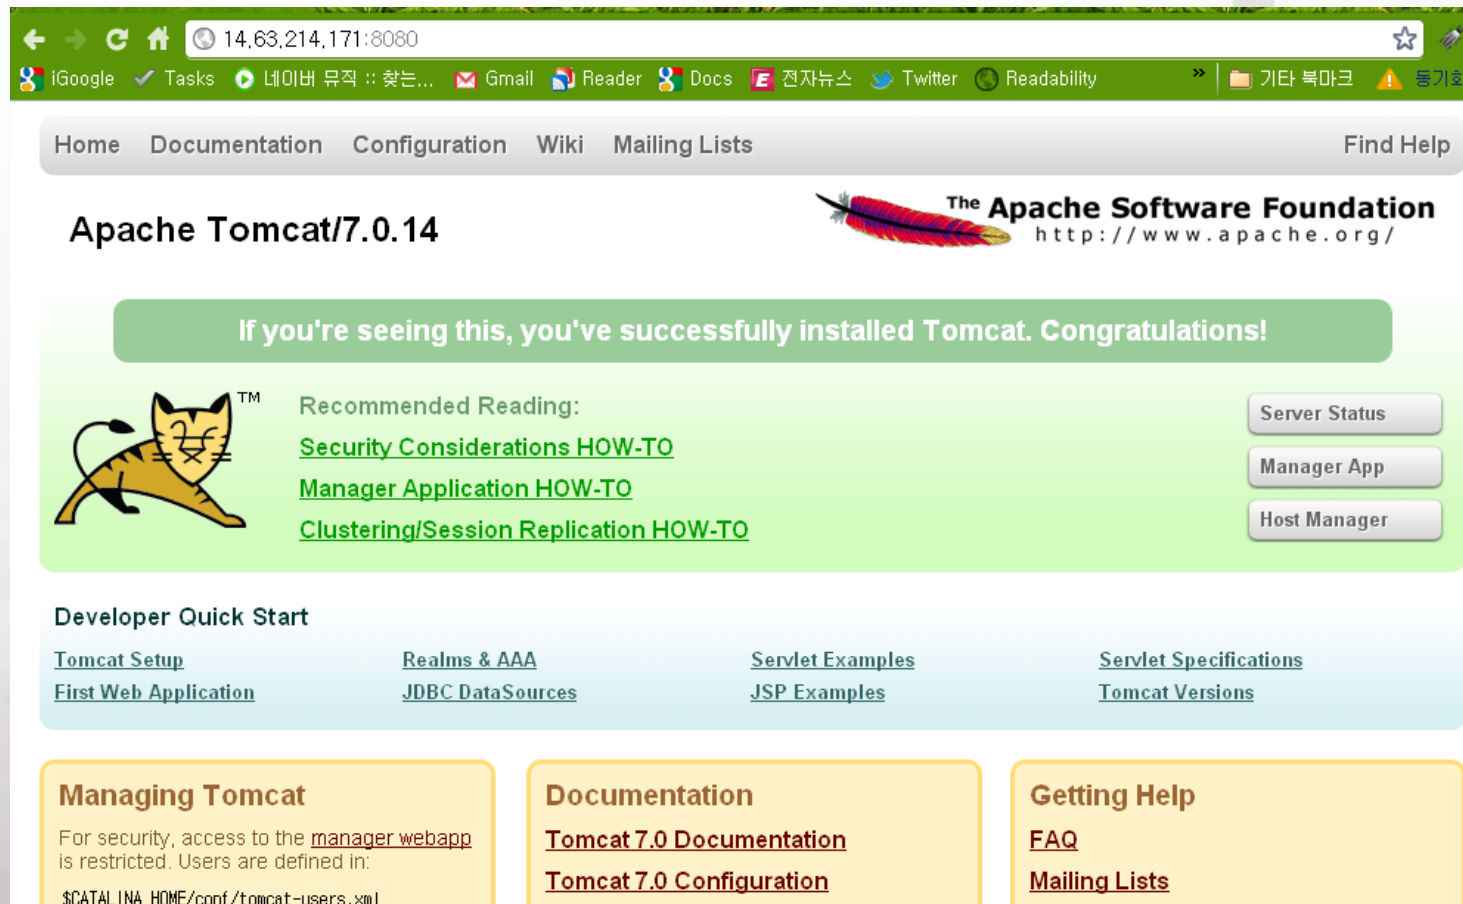 14.63.214.171:8080
iGoogle Tasks 네이버 뮤직 :: 찾는... Gmail Reader Docs 전자뉴스 Twitter Readability » 기타 북마크
Home Documentation Configuration Wiki Mailing Lists Find Help
Apache Tomcat/7.0.14
The Apache Software Foundation
http://www.apache.org/
If you're seeing this, you've successfully installed Tomcat. Congratulations!
TM
Recommended Reading:
Security Considerations HOW-TO
Manager Application HOW-TO
Clustering/Session Replication HOW-TO
Server Status
Manager App
Host Manager
Developer Quick Start
Tomcat Setup Realms & AAA Servlet Examples Servlet Specifications
First Web Application JDBC DataSources JSP Examples Tomcat Versions
Managing Tomcat
For security, access to the manager webapp
is restricted. Users are defined in:
$CATALINA_HOME/conf/tomcat-users.xml
Documentation
Tomcat 7.0 Documentation
Tomcat 7.0 Configuration
Getting Help
FAQ
Mailing Lists